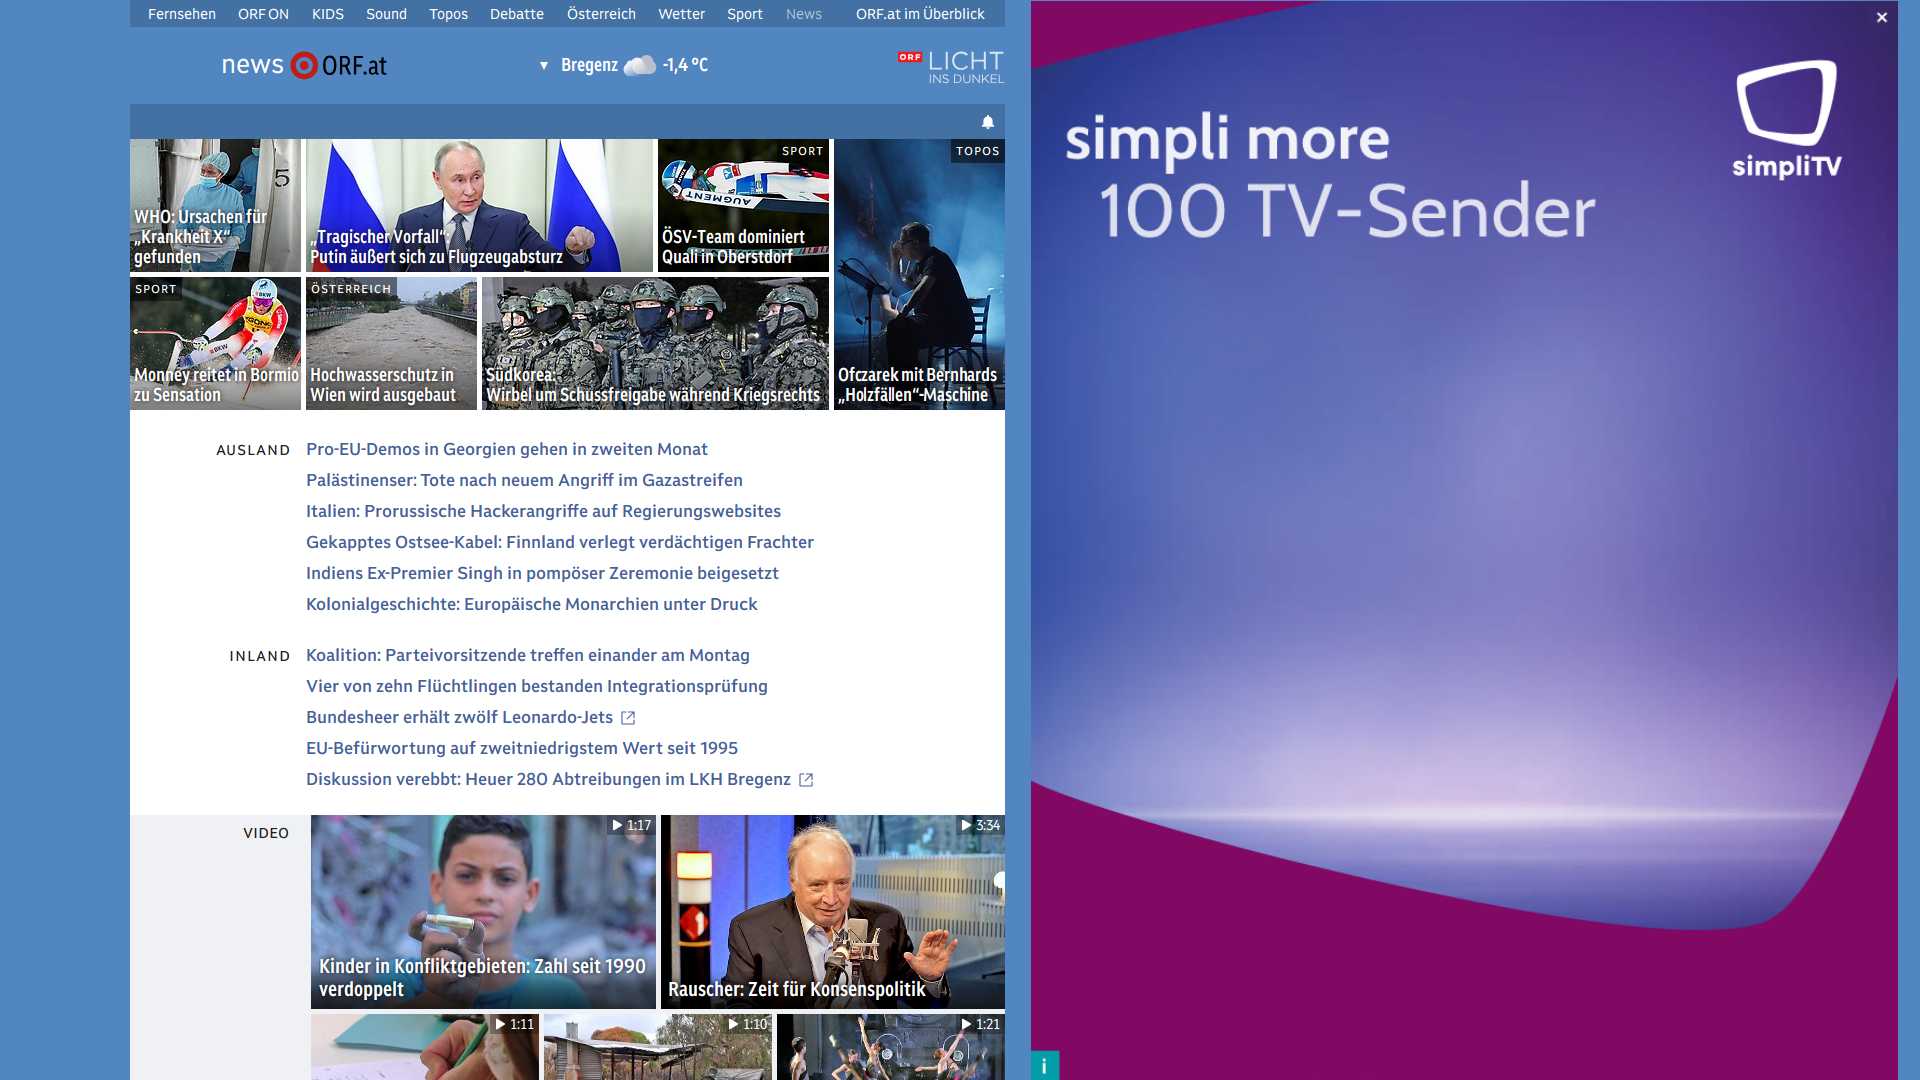 Fernsehen ORF ON KIDS Sound Topos Debatte Österreich Wetter Sport News ORF.at im Überblick
news ORF.at
Bregenz -1,4 °C
ORF LICHT
INS DUNKEL
5
WHO: Ursachen für
„Krankheit X“
gefunden
„Tragischer Vorfall“:
Putin äußert sich zu Flugzeugabsturz
SPORT
AUGMENT
ÖSV-Team dominiert
Quali in Oberstdorf
TOPOS
Ofczarek mit Bernhards
„Holzfällen“-Maschine
SPORT
BKW
Monney reitet in Bormio
zu Sensation
ÖSTERREICH
Hochwasserschutz in
Wien wird ausgebaut
Südkorea:
Wirbel um Schussfreigabe während Kriegsrechts
AUSLAND
Pro-EU-Demos in Georgien gehen in zweiten Monat
Palästinenser: Tote nach neuem Angriff im Gazastreifen
Italien: Prorussische Hackerangriffe auf Regierungswebsites
Gekapptes Ostsee-Kabel: Finnland verlegt verdächtigen Frachter
Indiens Ex-Premier Singh in pompöser Zeremonie beigesetzt
Kolonialgeschichte: Europäische Monarchien unter Druck
INLAND
Koalition: Parteivorsitzende treffen einander am Montag
Vier von zehn Flüchtlingen bestanden Integrationsprüfung
Bundesheer erhält zwölf Leonardo-Jets
EU-Befürwortung auf zweitniedrigstem Wert seit 1995
Diskussion verebbt: Heuer 280 Abtreibungen im LKH Bregenz
VIDEO
1:17
Kinder in Konfliktgebieten: Zahl seit 1990
verdoppelt
3:34
Rauscher: Zeit für Konsenspolitik
1:11
1:10
1:21
simpli more
100 TV-Sender
simpliTV
i